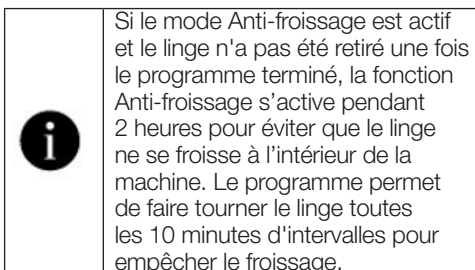 Si le mode Anti-froissage est actif
et le linge n'a pas été retiré une fois
le programme terminé, la fonction
Anti-froissage s’active pendant
2 heures pour éviter que le linge
ne se froisse à l’intérieur de la
machine. Le programme permet
de faire tourner le linge toutes
les 10 minutes d'intervalles pour
empêcher le froissage.